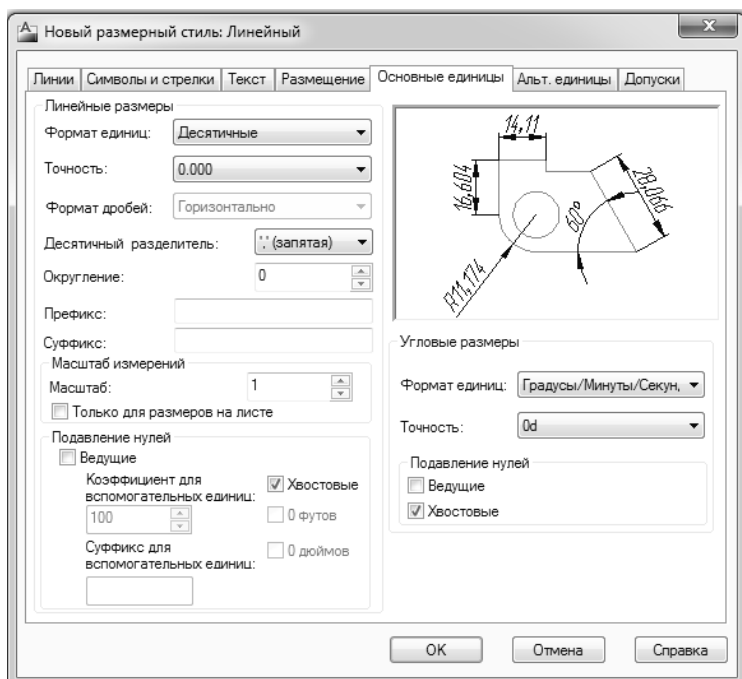 Новый размерный стиль: Линейный
Линии Символы и стрелки Текст Размещение Основные единицы Альт. единицы Допуски
Линейные размеры
Формат единиц: Десятичные
Точность: 0.000
Формат дробей: Горизонтально
Десятичный разделитель: ',' (запятая)
Округление: 0
Префикс:
Суффикс:
Масштаб измерений
Масштаб: 1
Только для размеров на листе
Подавление нулей
Ведущие
Коэффициент для
вспомогательных единиц:
100
Суффикс для
вспомогательных единиц:
Хвостовые
0 футов
0 дюймов
14,11
16,604
28,066
60°
R11,174
Угловые размеры
Формат единиц: Градусы/Минуты/Секун,
Точность: 0d
Подавление нулей
Ведущие
Хвостовые
OK Отмена Справка